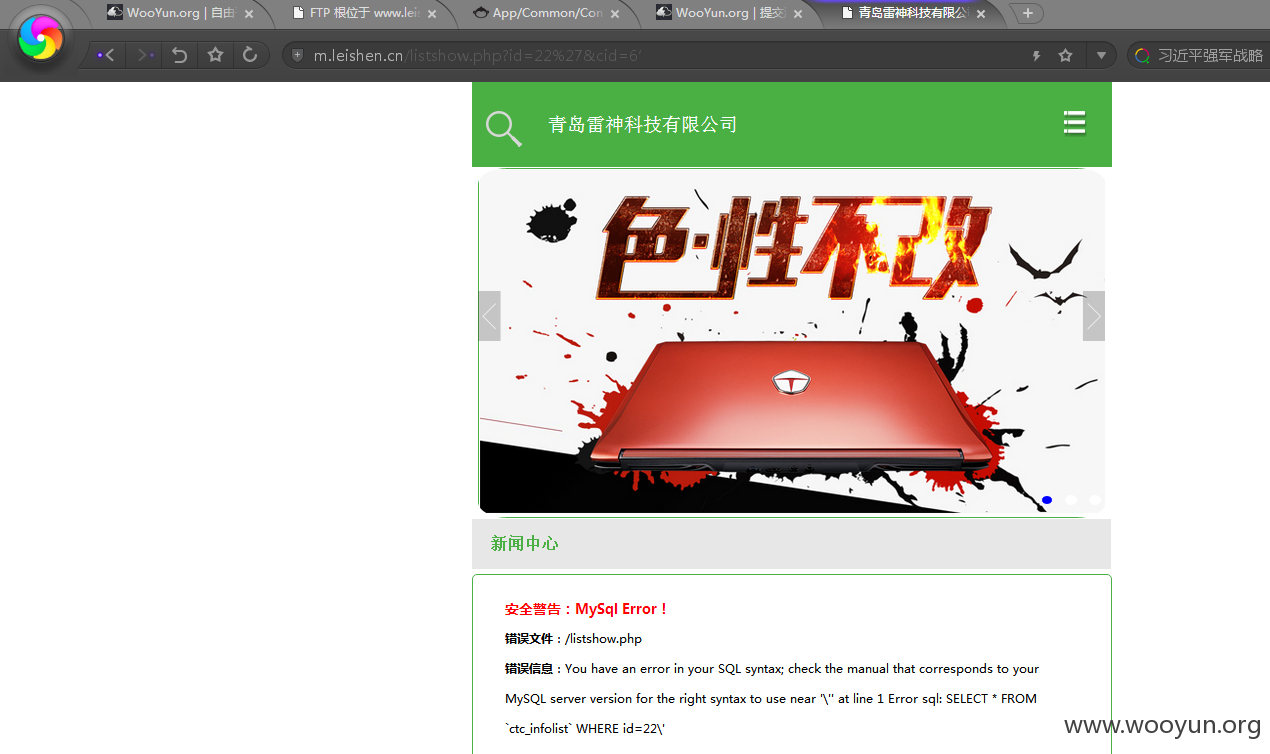 WooYun.org | 自由
FTP 根位于 www.lei
App/Common/Con
WooYun.org | 提交
青岛雷神科技有限公
m.leishen.cn/listshow.php?id=22%27&cid=6'
习近平强军战略
青岛雷神科技有限公司
色·性不改
新闻中心
安全警告：MySql Error！
错误文件：/listshow.php
错误信息：You have an error in your SQL syntax; check the manual that corresponds to your
MySQL server version for the right syntax to use near '\'' at line 1 Error sql: SELECT * FROM
`ctc_infolist` WHERE id=22\'
www.wooyun.org